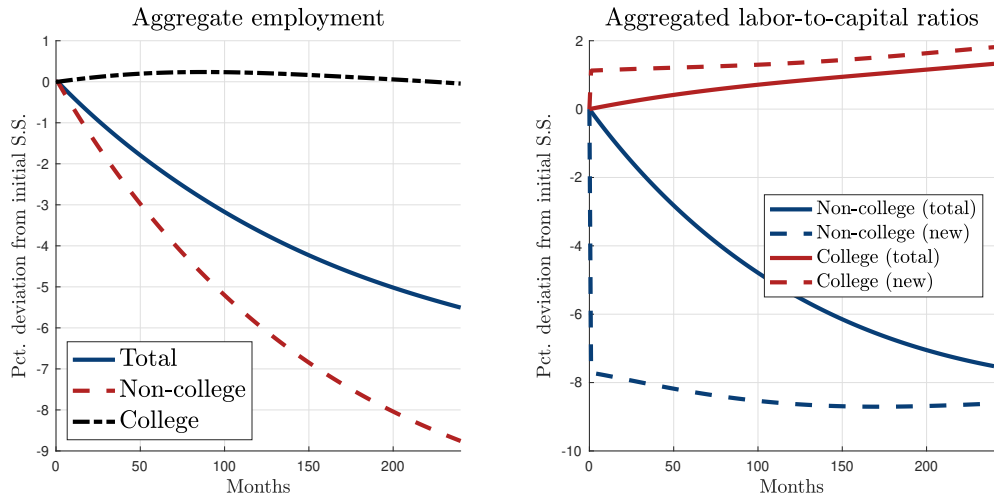 Aggregate employment
Pct. deviation from initial S.S.
1
0
-1
-2
-3
-4
-5
-6
-7
-8
-9
Total
Non-college
College
0
50
100
150
200
Months
Aggregated labor-to-capital ratios
Pct. deviation from initial S.S.
2
0
-2
-4
-6
-8
-10
Non-college (total)
Non-college (new)
College (total)
College (new)
0
50
100
150
200
Months